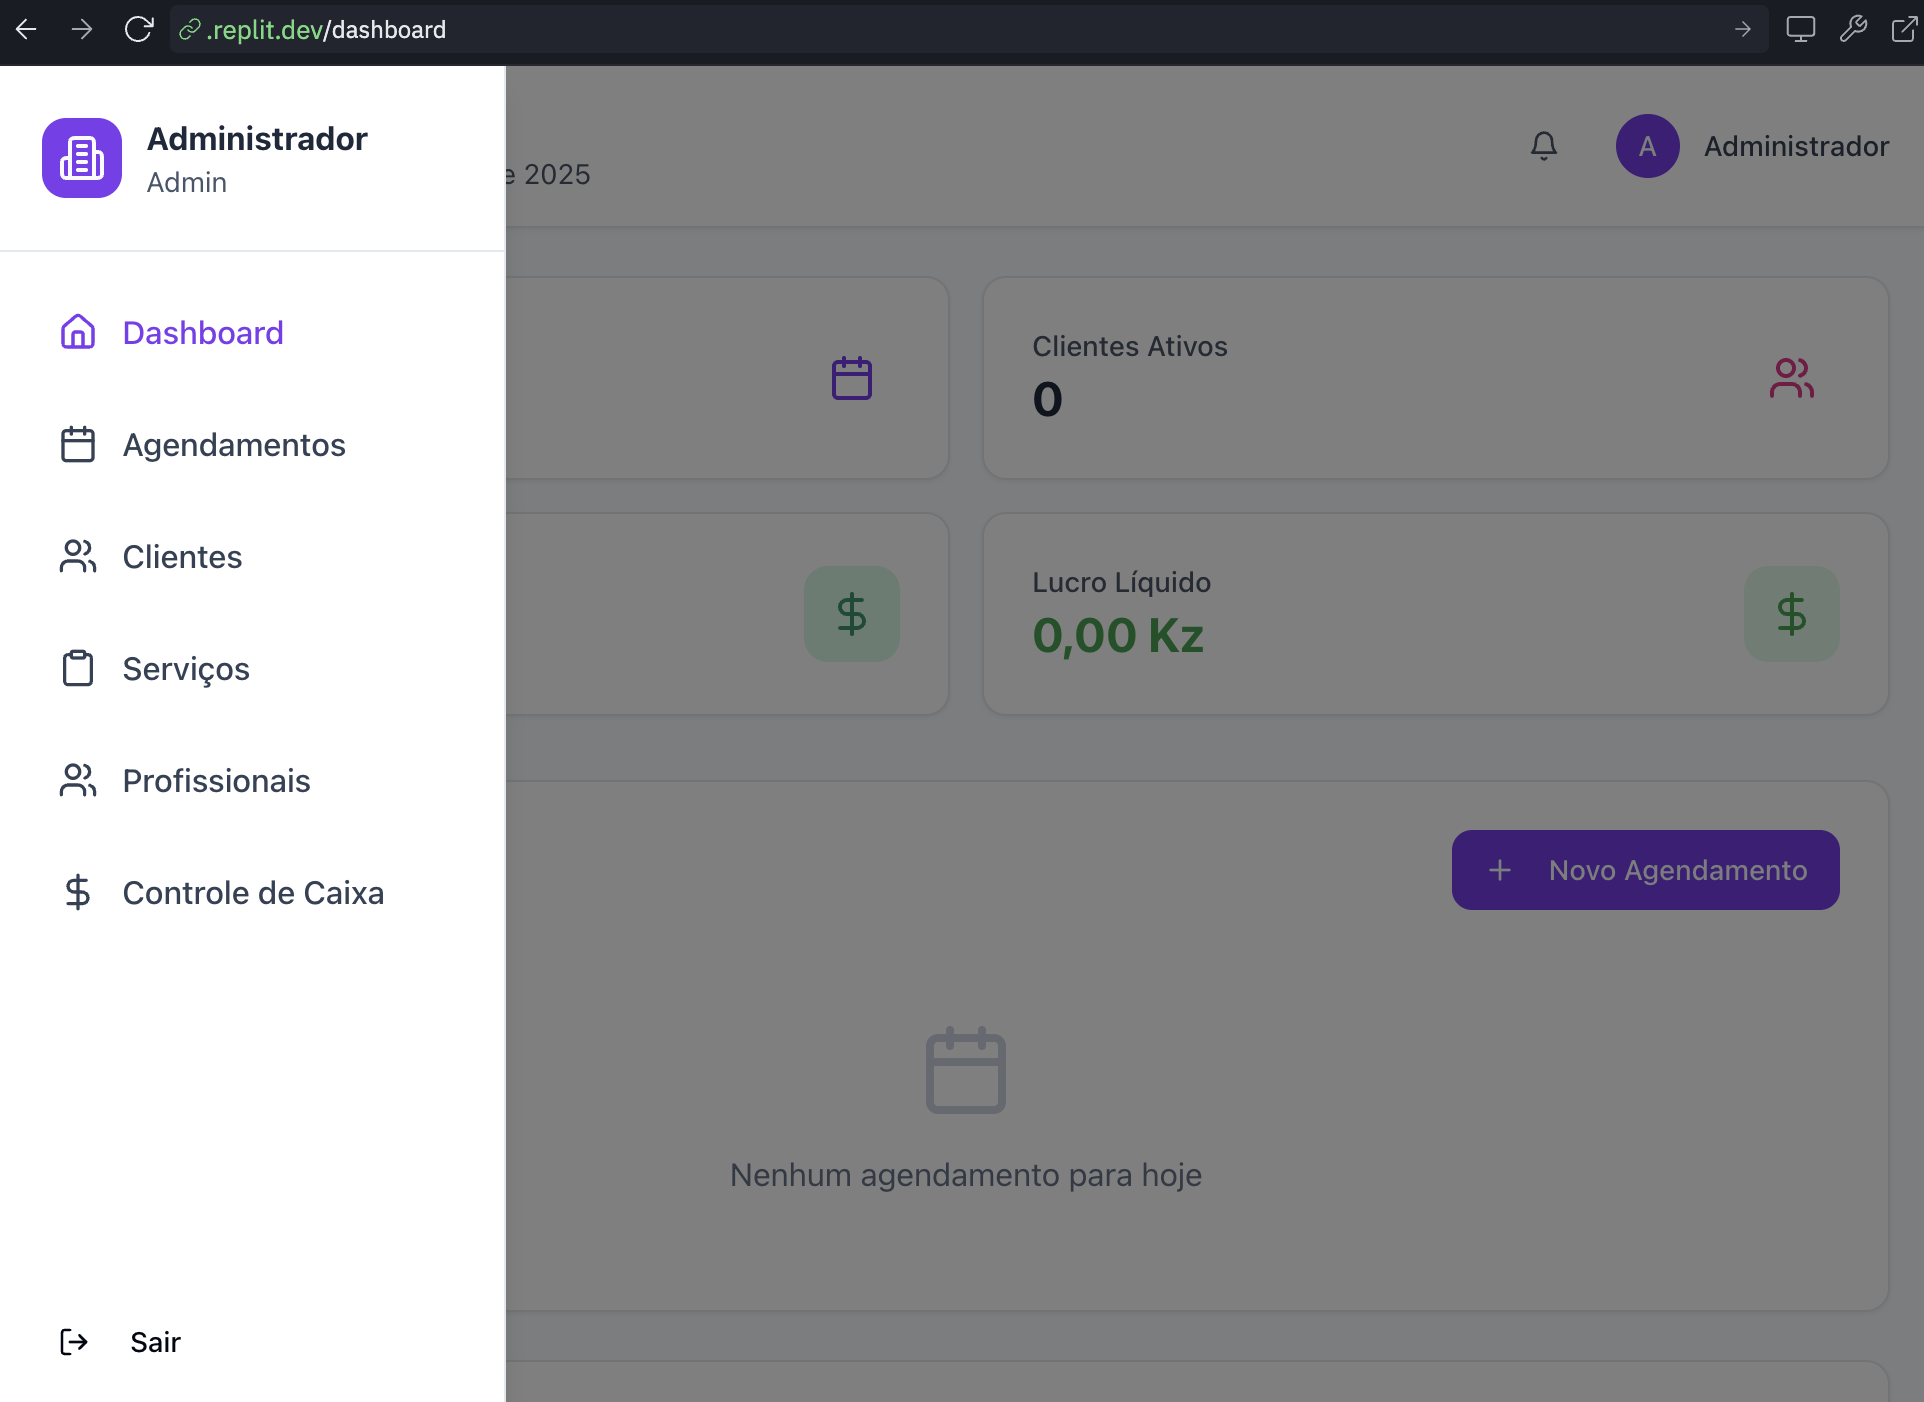 .replit.dev/dashboard
Administrador
Admin
e 2025
A
Administrador
Dashboard
Agendamentos
Clientes
Serviços
Profissionais
Controle de Caixa
Sair
Clientes Ativos
0
Lucro Líquido
0,00 Kz
Novo Agendamento
Nenhum agendamento para hoje